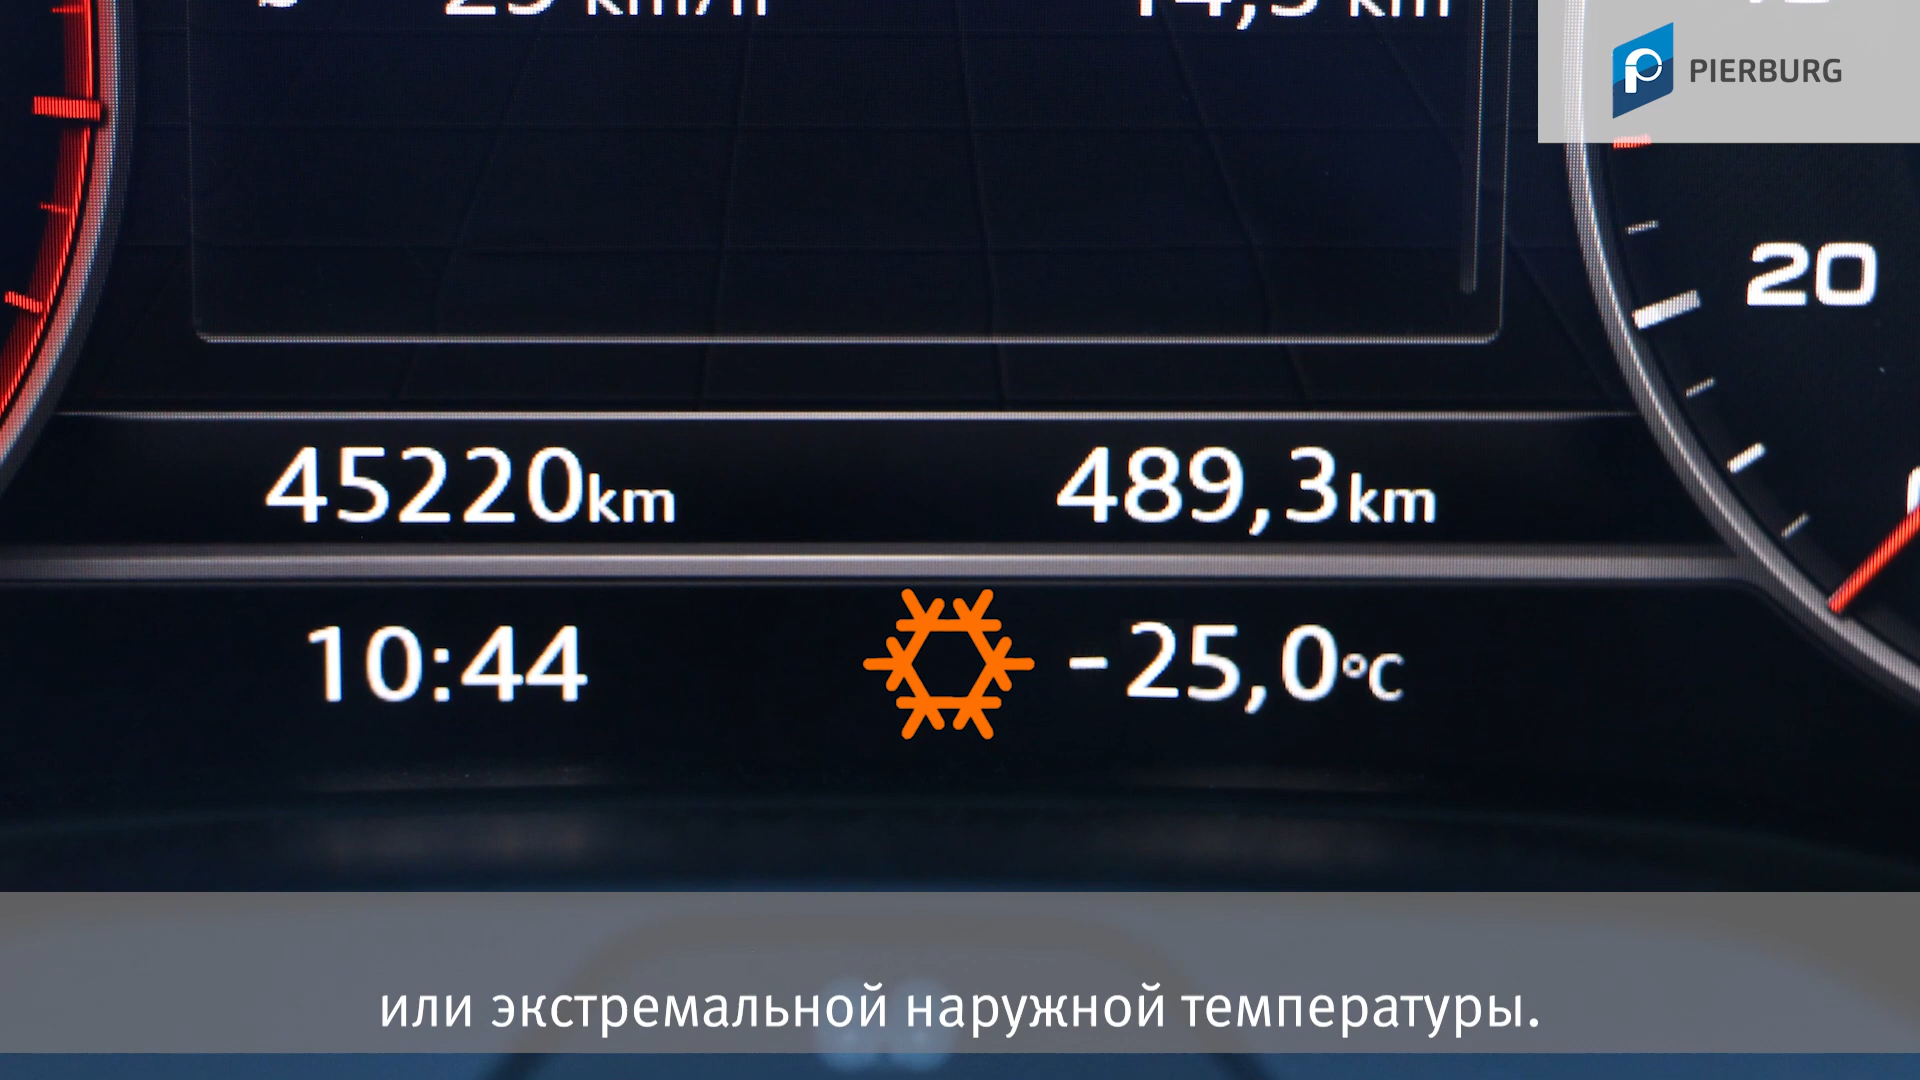 PIERBURG
20
45220km 489,3km
10:44 -25,0°C
или экстремальной наружной температуры.